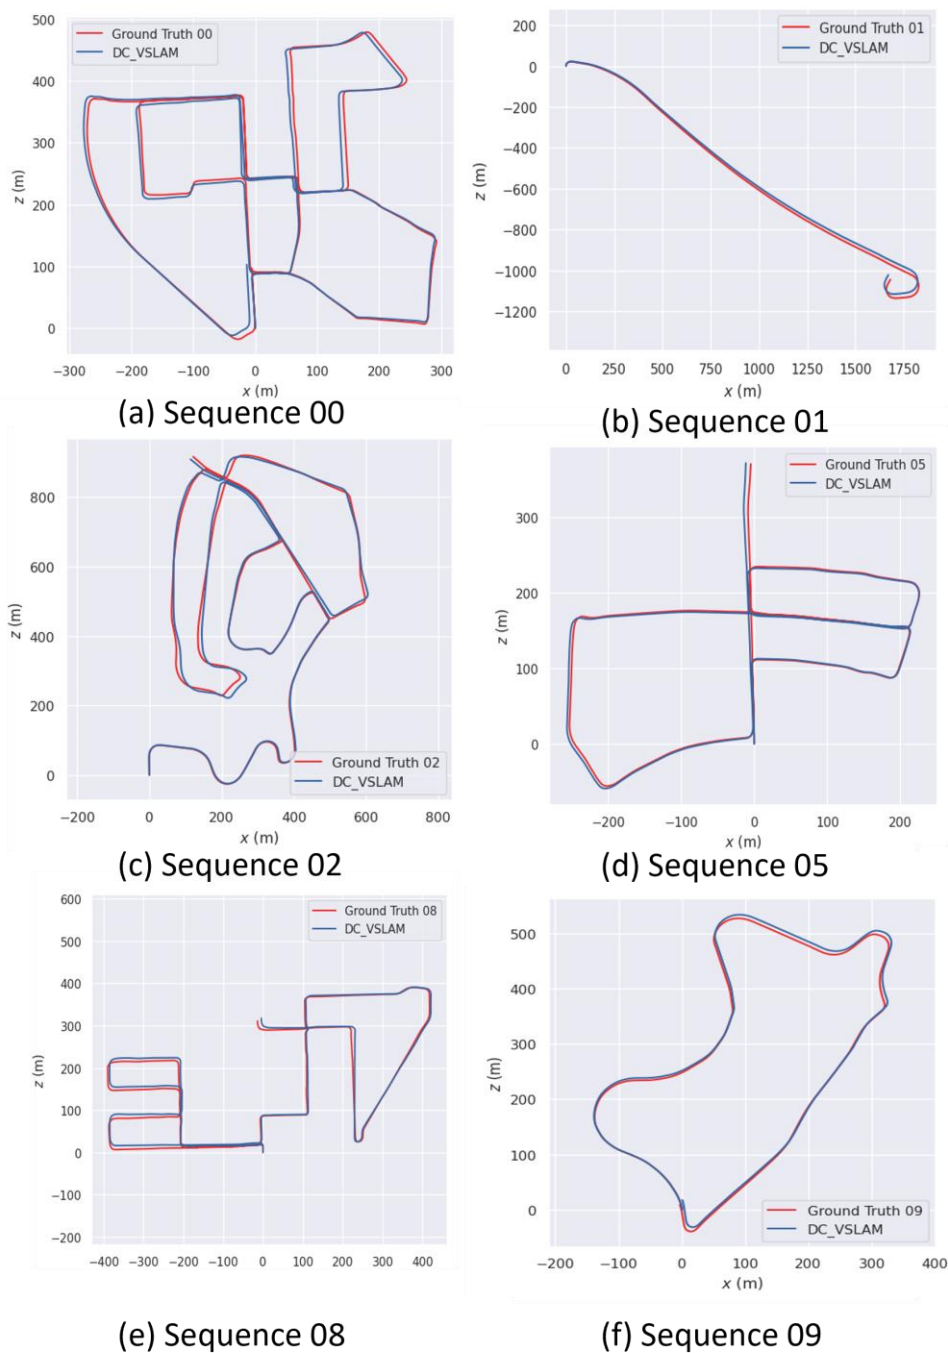 500
400
300
200
100
0
z (m)
−300 −200 −100 0 100 200 300
x (m)
Ground Truth 00
DC_VSLAM
(a) Sequence 00
200
0
−200
−400
−600
−800
−1000
−1200
z (m)
0 250 500 750 1000 1250 1500 1750
x (m)
Ground Truth 01
DC_VSLAM
(b) Sequence 01
800
600
400
200
0
z (m)
−200 0 200 400 600 800
x (m)
Ground Truth 02
DC_VSLAM
(c) Sequence 02
300
200
100
0
z (m)
−200 −100 0 100 200
x (m)
Ground Truth 05
DC_VSLAM
(d) Sequence 05
600
500
400
300
200
100
0
−100
−200
z (m)
−400 −300 −200 −100 0 100 200 300 400
Ground Truth 08
DC_VSLAM
(e) Sequence 08
500
400
300
200
100
0
z (m)
−200 −100 0 100 200 300 400
x (m)
Ground Truth 09
DC_VSLAM
(f) Sequence 09